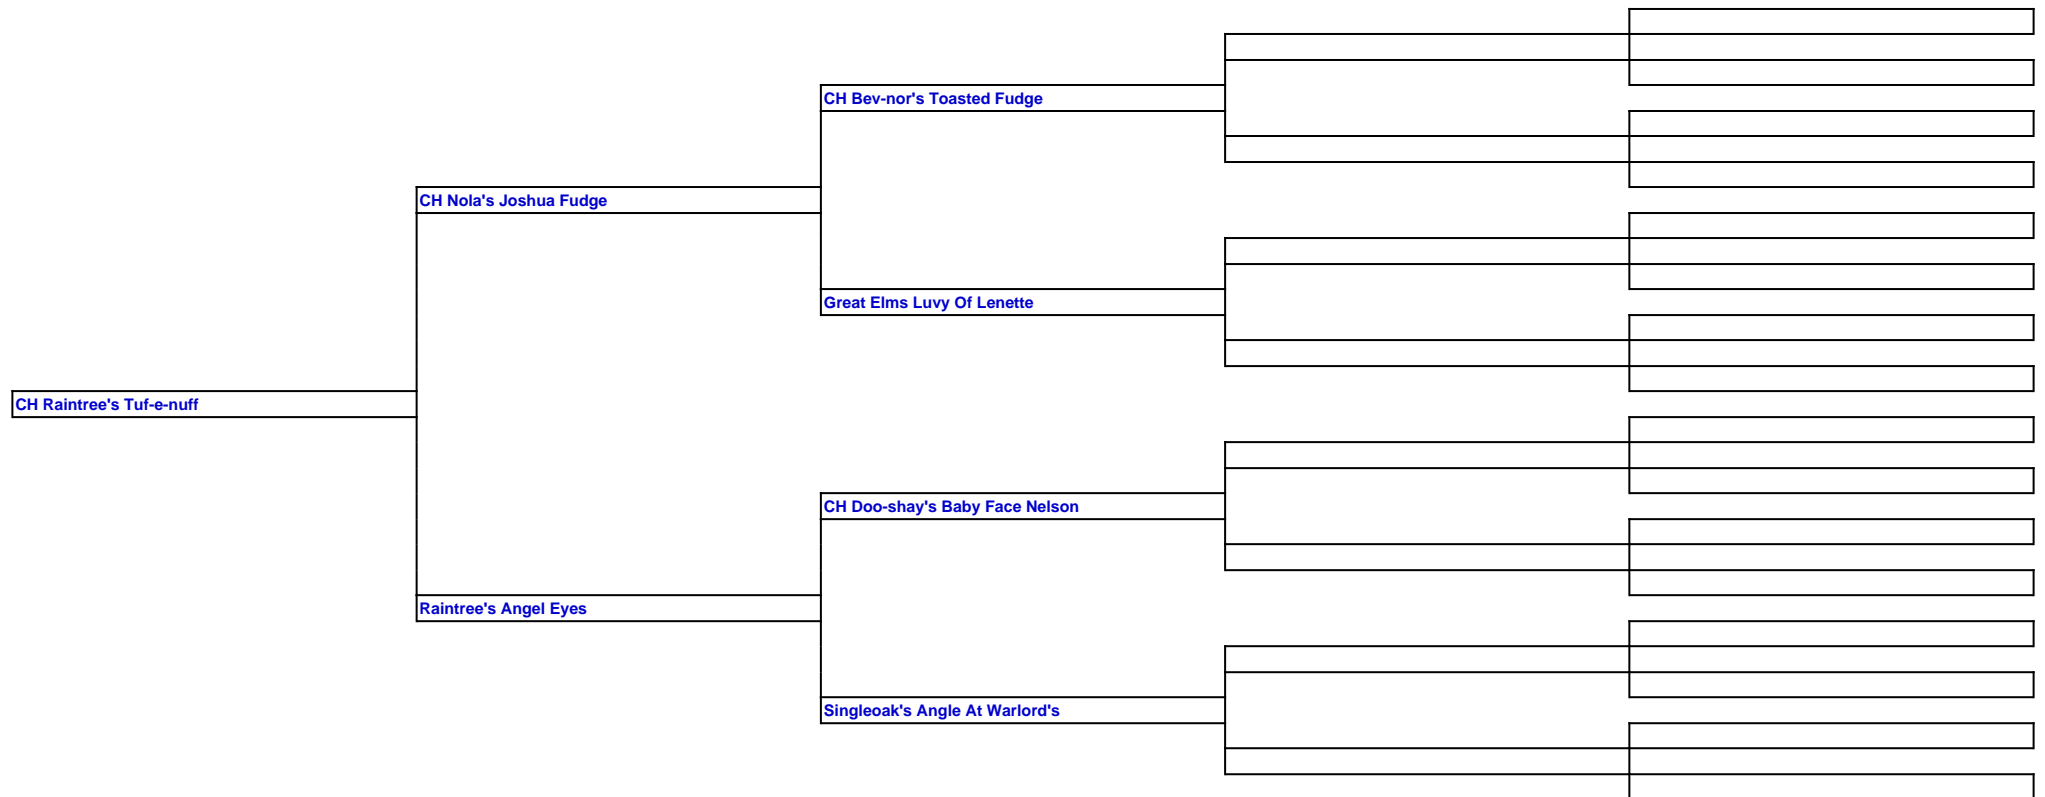 CH Bev-nor's Toasted Fudge
CH Nola's Joshua Fudge
Great Elms Luvy Of Lenette
CH Raintree's Tuf-e-nuff
CH Doo-shay's Baby Face Nelson
Raintree's Angel Eyes
Singleoak's Angle At Warlord's